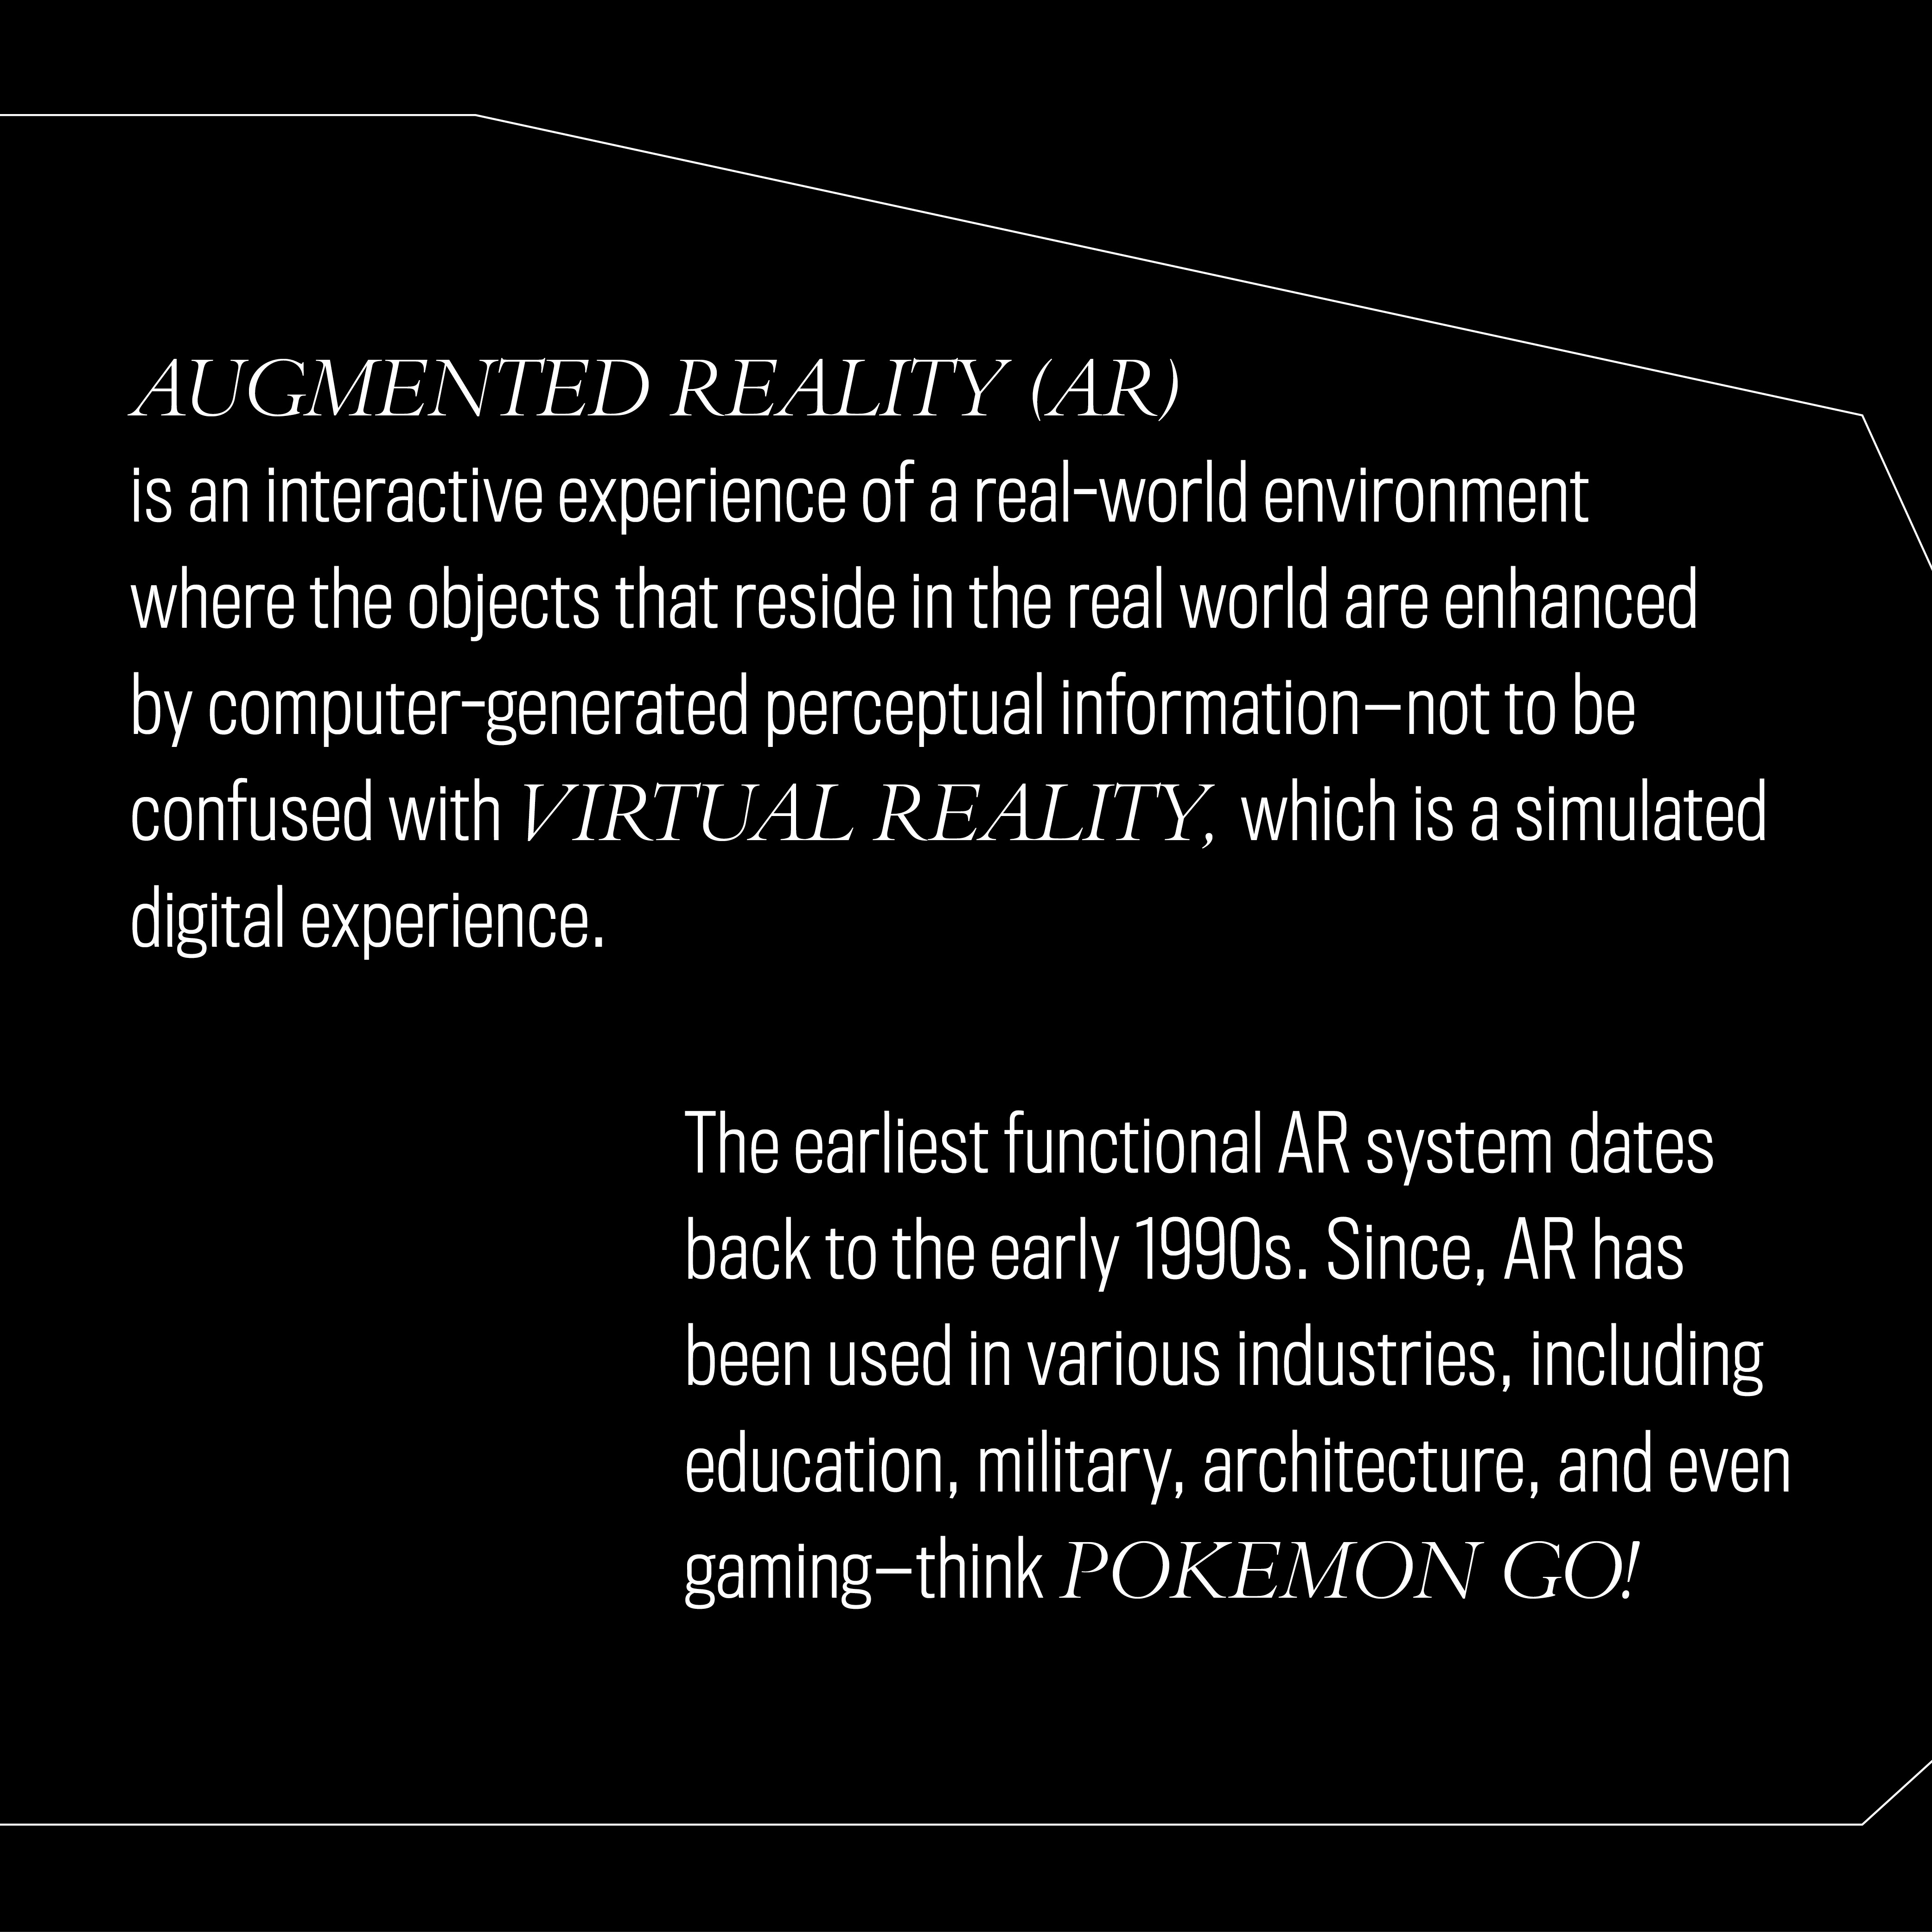 AUGMENTED REALITY (AR)
is an interactive experience of a real-world environment
where the objects that reside in the real world are enhanced
by computer-generated perceptual information—not to be
confused with VIRTUAL REALITY, which is a simulated
digital experience.
The earliest functional AR system dates
back to the early 1990s. Since, AR has
been used in various industries, including
education, military, architecture, and even
gaming—think POKEMON GO!